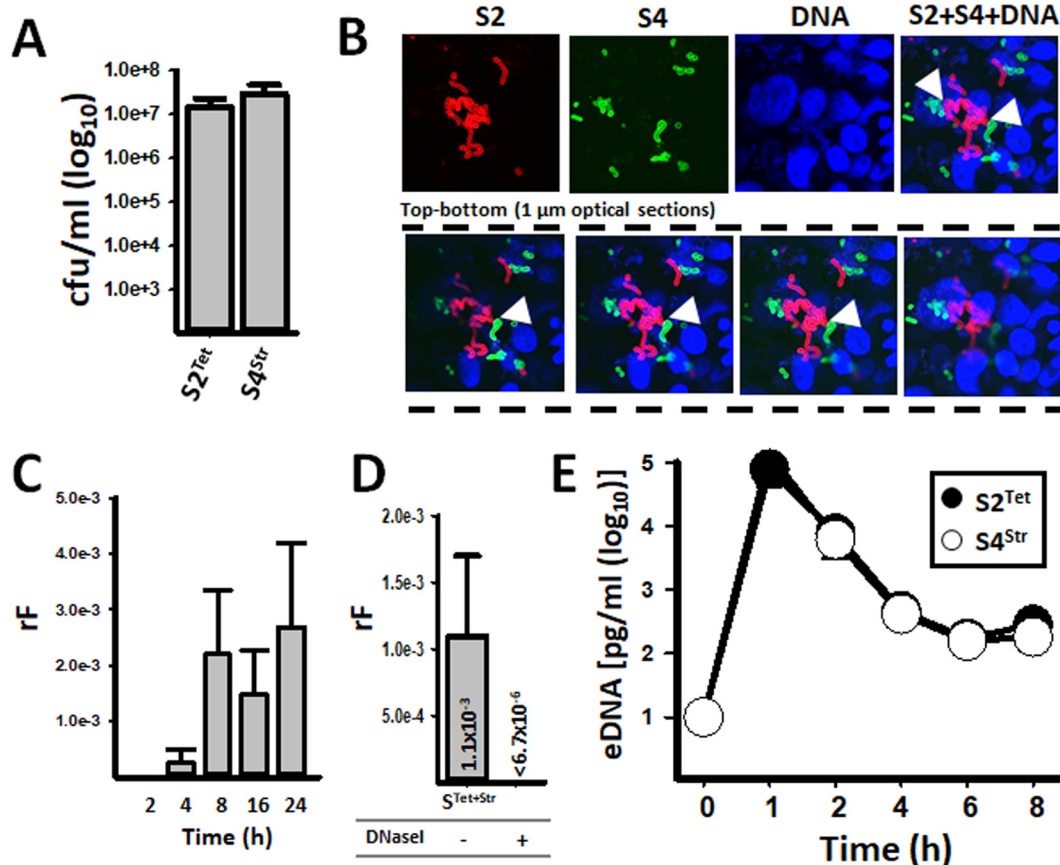 A
cfu/ml (log10)
1.0e+8
1.0e+7
1.0e+6
1.0e+5
1.0e+4
1.0e+3
S2Tet
S4Str
B
S2 S4 DNA S2+S4+DNA
Top-bottom (1 µm optical sections)
C
rF
5.0e-3
4.0e-3
3.0e-3
2.0e-3
1.0e-3
2 4 8 16 24
Time (h)
D
rF
2.0e-3
1.5e-3
1.0e-3
5.0e-4
1.1x10-3
<6.7x10-6
STet+Str
DNaseI - +
E
eDNA [pg/ml (log10)]
5
4
3
2
1
S2Tet
S4Str
0 1 2 4 6 8
Time (h)